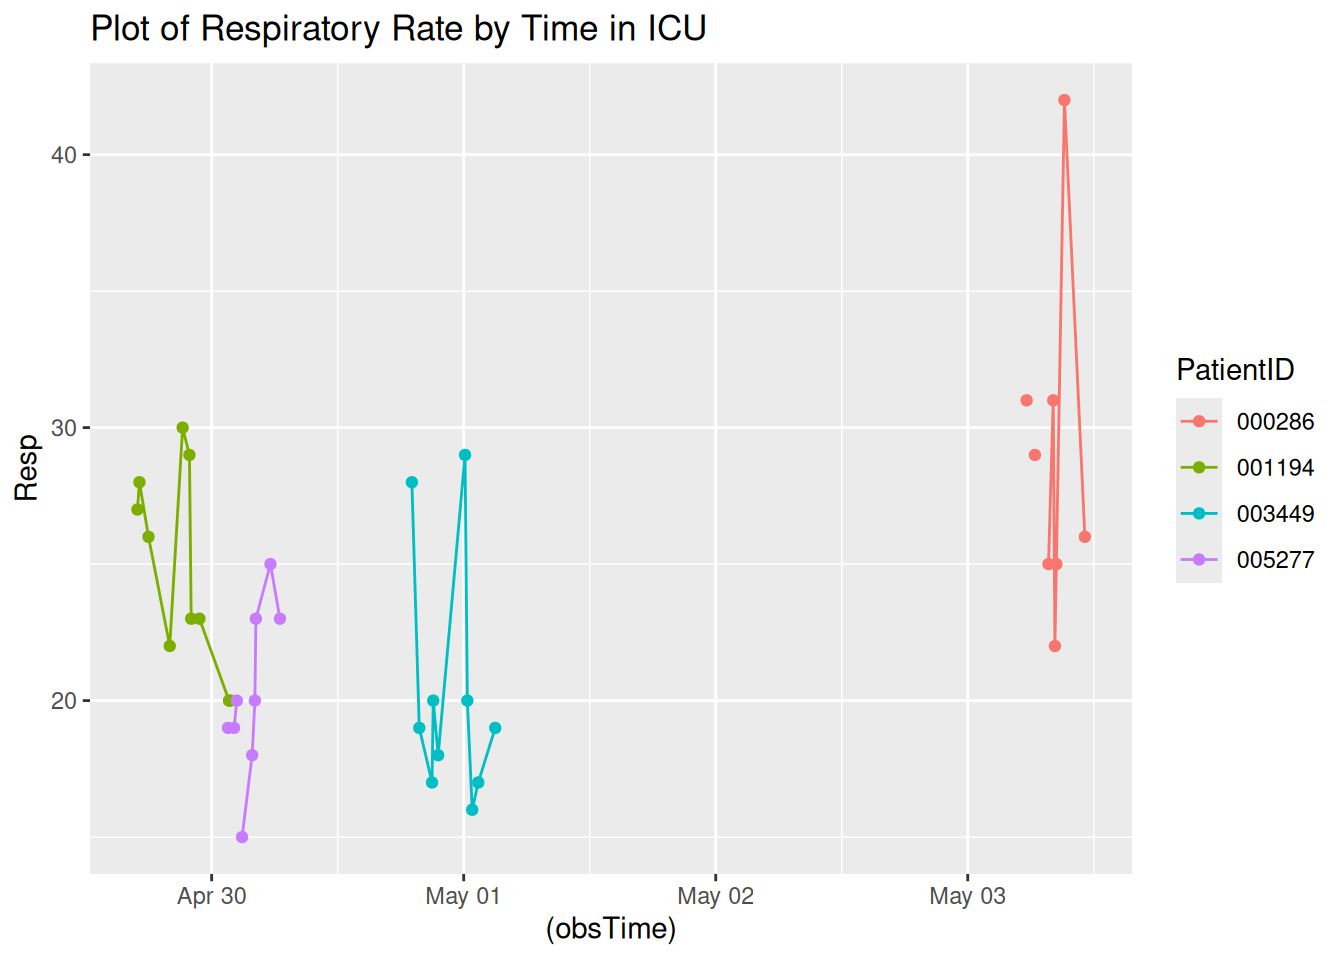 Plot of Respiratory Rate by Time in ICU
40
30
20
Resp
Apr 30
May 01
May 02
May 03
(obsTime)
PatientID
000286
001194
003449
005277